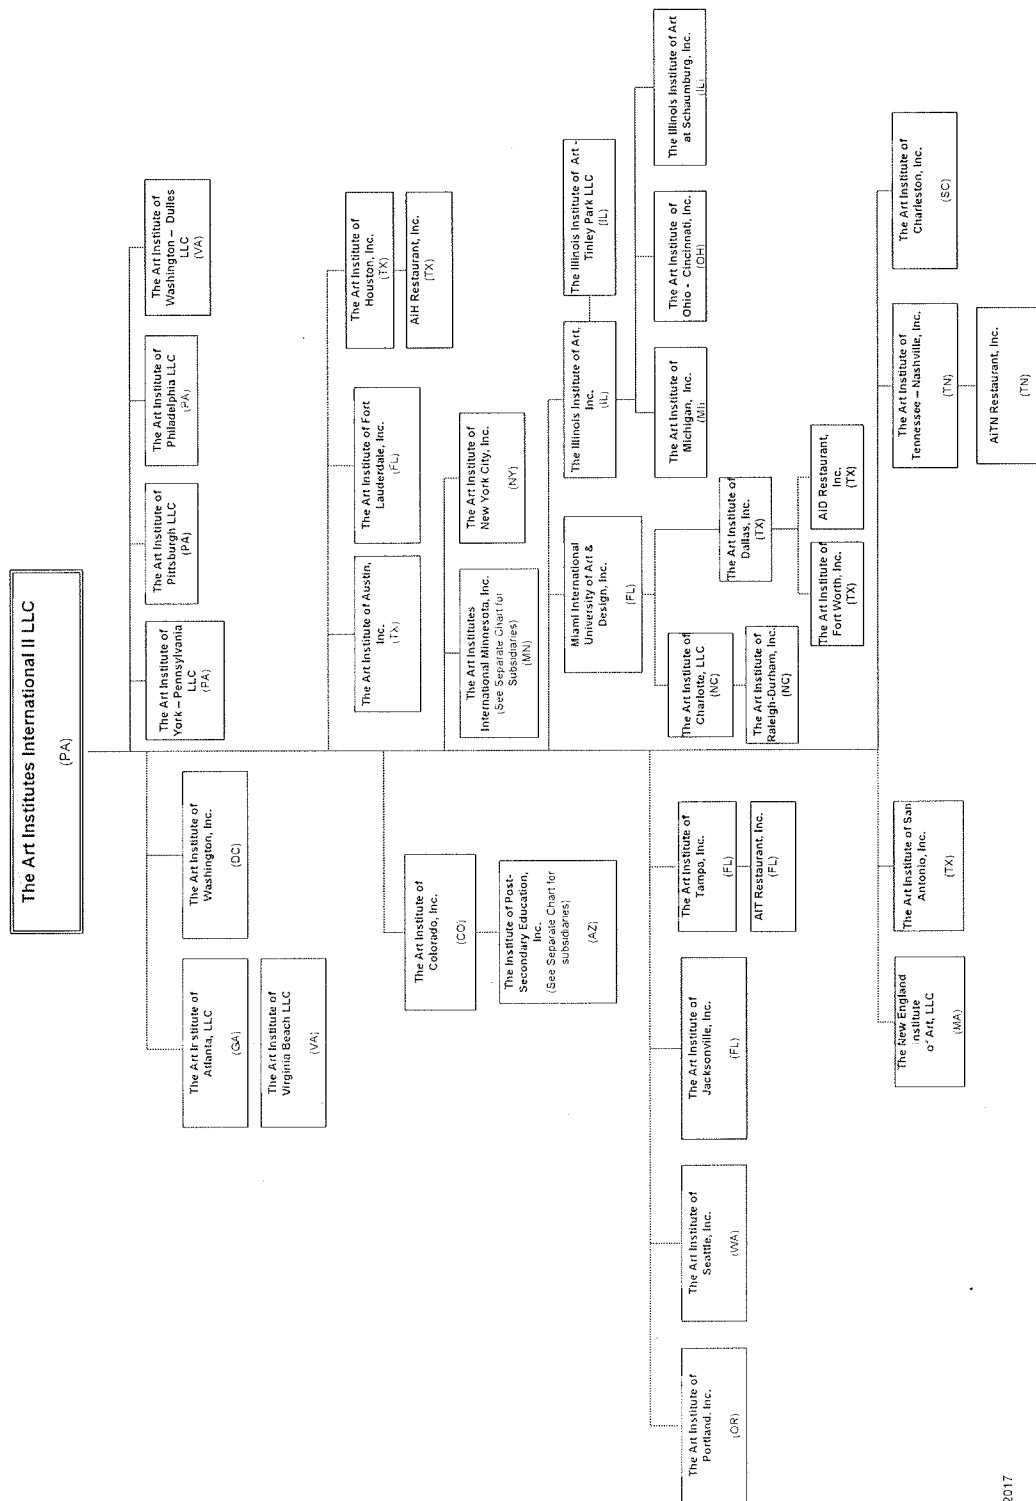 The Art Institutes International II LLC
(PA)
The Art Institute of
York – Pennsylvania
LLC
(PA)
The Art Institute of
Pittsburgh LLC
(PA)
The Art Institute of
Philadelphia LLC
(PA)
The Art Institute of
Washington – Dulles
LLC
(VA)
The Art Institute of
Atlanta, LLC
(GA)
The Art Institute of
Washington, Inc.
(DC)
The Art Institute of
Virginia Beach LLC
(VA)
The Art Institute of Austin,
Inc.
(TX)
The Art Institute of Fort
Lauderdale, Inc.
(FL)
The Art Institute of
Houston, Inc.
(TX)
AiH Restaurant, Inc.
(TX)
The Art Institute of
Colorado, Inc.
(CO)
The Institute of Post-
Secondary Education,
Inc.
(See Separate Chart for
subsidiaries)
(AZ)
The Art Institutes
International Minnesota, Inc.
(See Separate Chart for
Subsidiaries)
(MN)
The Art Institute of
New York City, Inc.
(NY)
Miami International
University of Art &
Design, Inc.
(FL)
The Illinois Institute of Art,
Inc.
(IL)
The Illinois Institute of Art -
Tinley Park LLC
(IL)
The Art Institute of
Michigan, Inc.
(MI)
The Art Institute of
Ohio - Cincinnati, Inc.
(OH)
The Illinois Institute of Art
at Schaumburg, Inc.
(IL)
The Art Institute of
Charlotte, LLC
(NC)
The Art Institute of
Raleigh-Durham, Inc.
(NC)
The Art Institute of
Dallas, Inc.
(TX)
The Art Institute of
Fort Worth, Inc.
(TX)
AiD Restaurant,
Inc.
(TX)
The Art Institute of
Portland, Inc.
(OR)
The Art Institute of
Seattle, Inc.
(WA)
The Art Institute of
Jacksonville, Inc.
(FL)
The Art Institute of
Tampa, Inc.
(FL)
AIT Restaurant, Inc.
(FL)
The New England
Institute
of Art, LLC
(MA)
The Art Institute of San
Antonio, Inc.
(TX)
The Art Institute of
Tennessee – Nashville, Inc.
(TN)
AiTN Restaurant, Inc.
(TN)
The Art Institute of
Charleston, Inc.
(SC)
2017